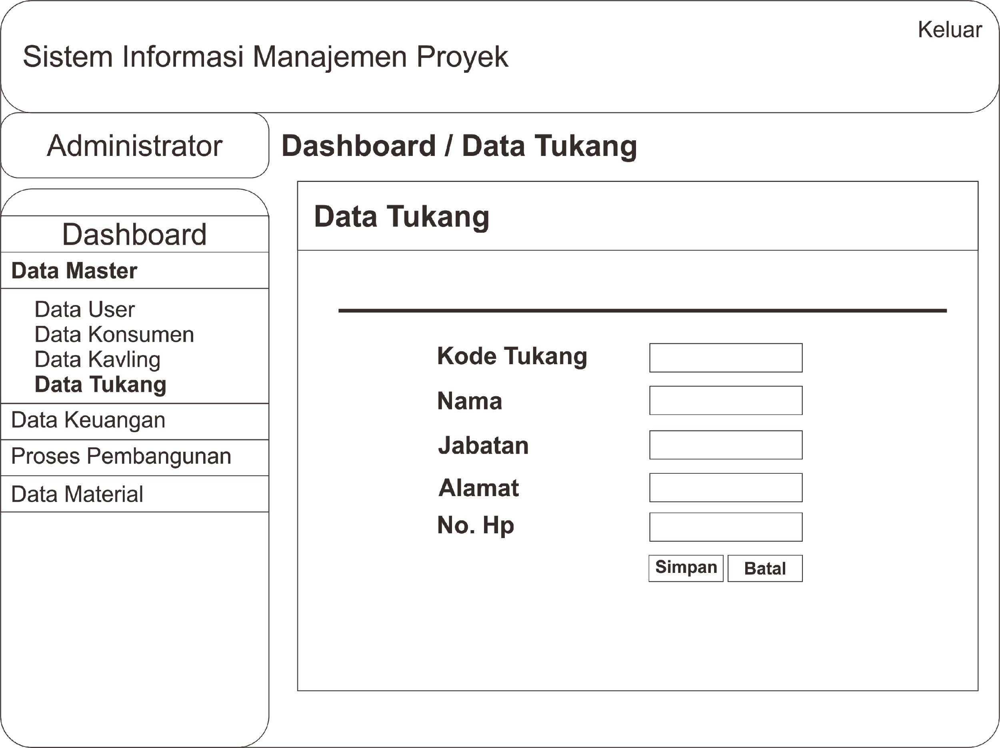 Keluar
Sistem Informasi Manajemen Proyek
Administrator
Dashboard / Data Tukang
Dashboard
Data Master
Data User
Data Konsumen
Data Kavling
Data Tukang
Data Keuangan
Proses Pembangunan
Data Material
Data Tukang
Kode Tukang
Nama
Jabatan
Alamat
No. Hp
Simpan Batal